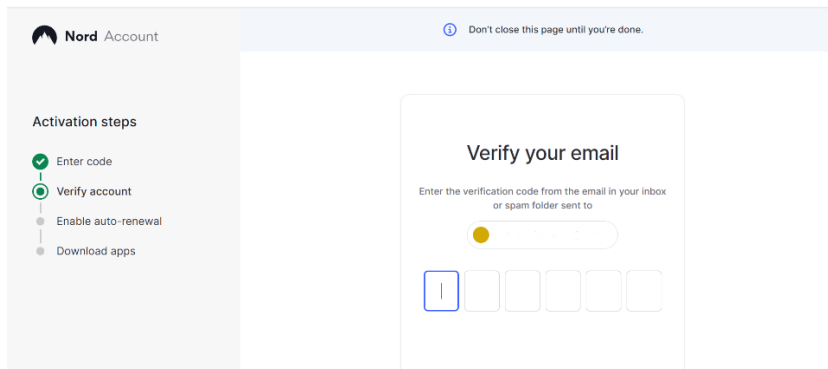 Nord Account
Don't close this page until you're done.
Activation steps
Enter code
Verify account
Enable auto-renewal
Download apps
Verify your email
Enter the verification code from the email in your inbox
or spam folder sent to